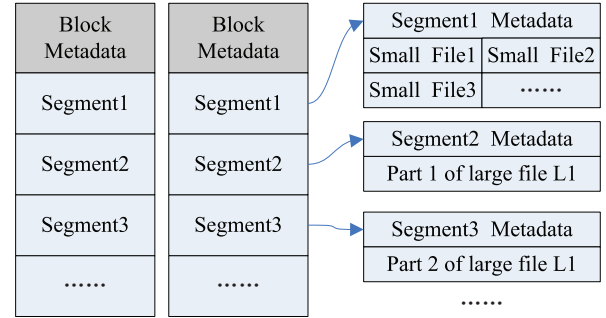 Block
Metadata
Segment1
Segment2
Segment3
......
Block
Metadata
Segment1
Segment2
Segment3
......
Segment1 Metadata
Small File1
Small File2
Small File3
......
Segment2 Metadata
Part 1 of large file L1
Segment3 Metadata
Part 2 of large file L1
......